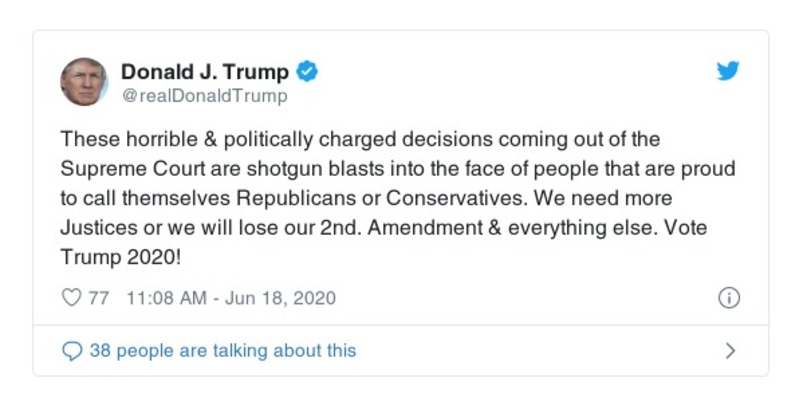 Donald J. Trump
@realDonaldTrump
These horrible & politically charged decisions coming out of the
Supreme Court are shotgun blasts into the face of people that are proud
to call themselves Republicans or Conservatives. We need more
Justices or we will lose our 2nd. Amendment & everything else. Vote
Trump 2020!
77 11:08 AM - Jun 18, 2020
38 people are talking about this